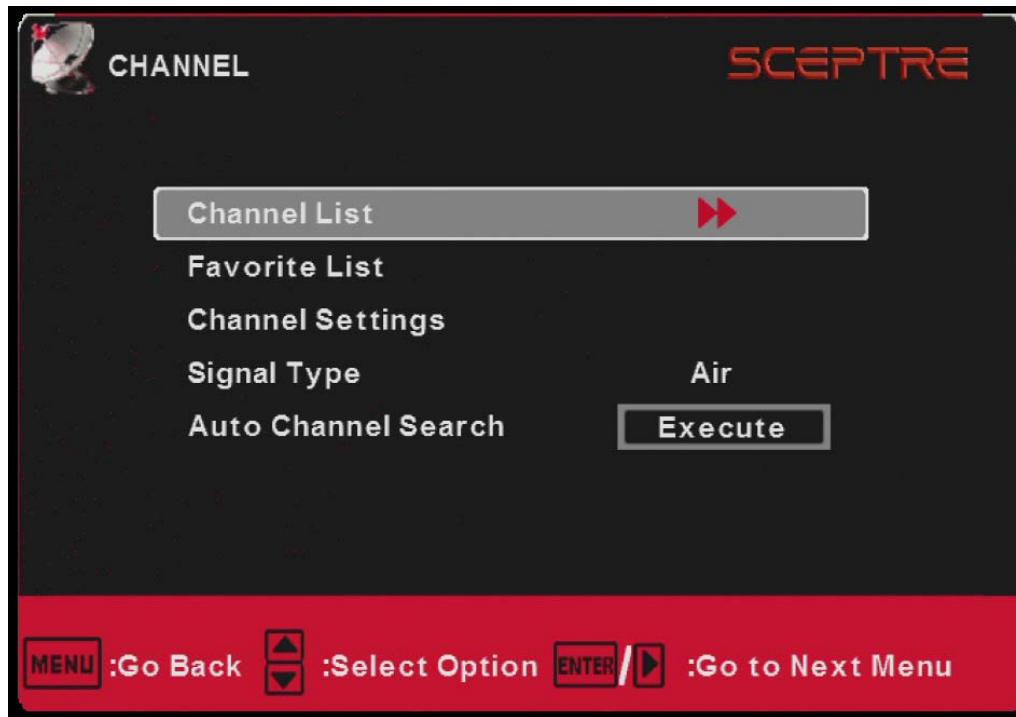 CHANNEL
SCEPTRE
Channel List
Favorite List
Channel Settings
Signal Type Air
Auto Channel Search Execute
MENU :Go Back :Select Option ENTER/ :Go to Next Menu